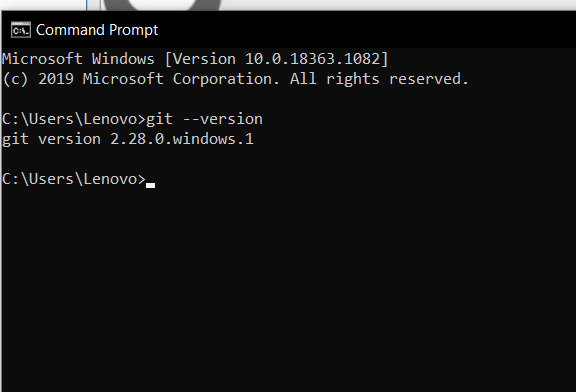 Command Prompt
Microsoft Windows [Version 10.0.18363.1082]
(c) 2019 Microsoft Corporation. All rights reserved.
C:\Users\Lenovo>git --version
git version 2.28.0.windows.1
C:\Users\Lenovo>